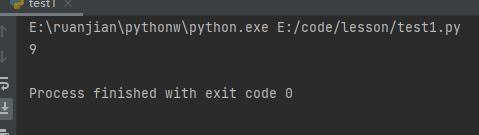 test1
E:\ruanjian\pythonw\python.exe E:/code/lesson/test1.py
9
Process finished with exit code 0